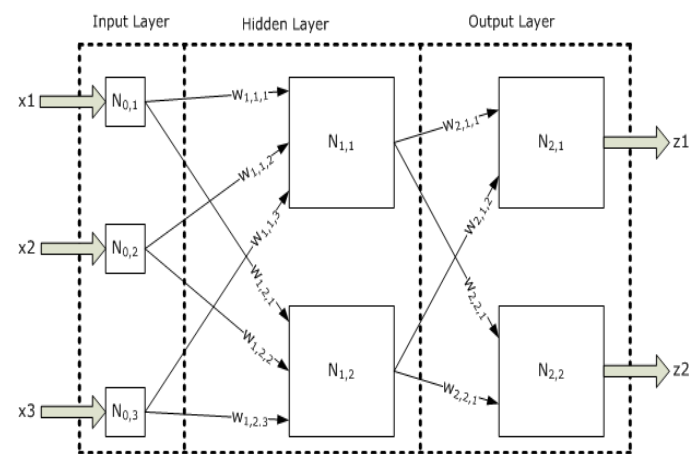 Input Layer
Hidden Layer
Output Layer
x1
N0,1
w1,1,1
N1,1
w2,1,1
N2,1
z1
w1,1,2
w1,1,3
w2,1,2
x2
N0,2
w1,2,1
w2,2,1
w1,2,2
N1,2
N2,2
z2
w2,2,1
x3
N0,3
w1,2.3